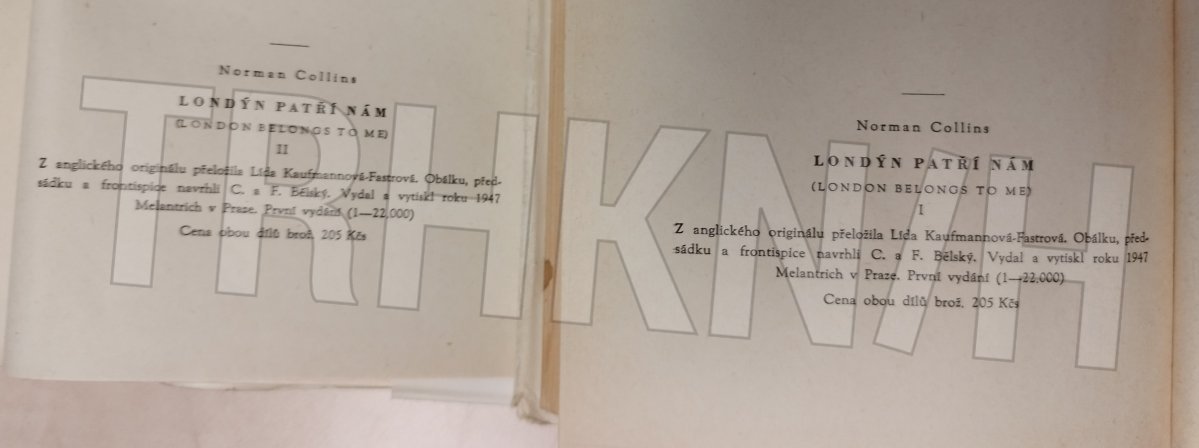 Norman Collins
LONDÝN PATŘÍ NÁM
(LONDON BELONGS TO ME)
II
Z anglického originálu přeložila Lída Kaufmannová-Fastrová. Obálku, před-
sádku a frontispice navrhli C. a F. Bělský. Vydal a vytiskl roku 1947
Melantrich v Praze. První vydání (1—22,000)
Cena obou dílů brož. 205 Kčs
Norman Collins
LONDÝN PATŘÍ NÁM
(LONDON BELONGS TO ME)
I
Z anglického originálu přeložila Lída Kaufmannová-Fastrová. Obálku, před-
sádku a frontispice navrhli C. a F. Bělský. Vydal a vytiskl roku 1947
Melantrich v Praze. První vydání (1—22,000)
Cena obou dílů brož. 205 Kčs
TRHKNIH